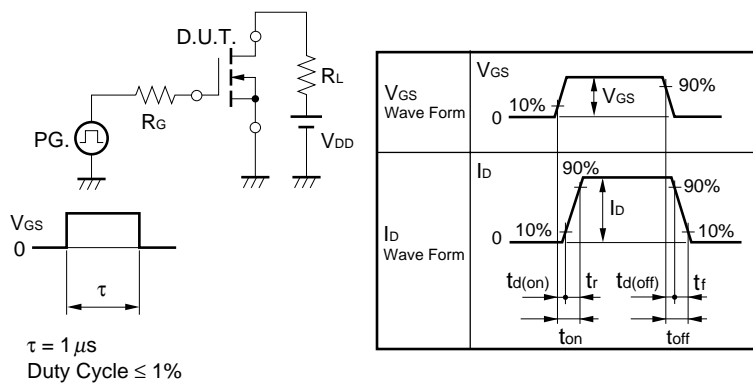 D.U.T.
RL
RG
PG.
VDD
VGS
0
τ
τ = 1 μs
Duty Cycle ≤ 1%
VGS
Wave Form
VGS
10%
0
VGS
90%
ID
Wave Form
ID
90%
10%
0
ID
90%
10%
td(on) tr td(off) tf
ton toff